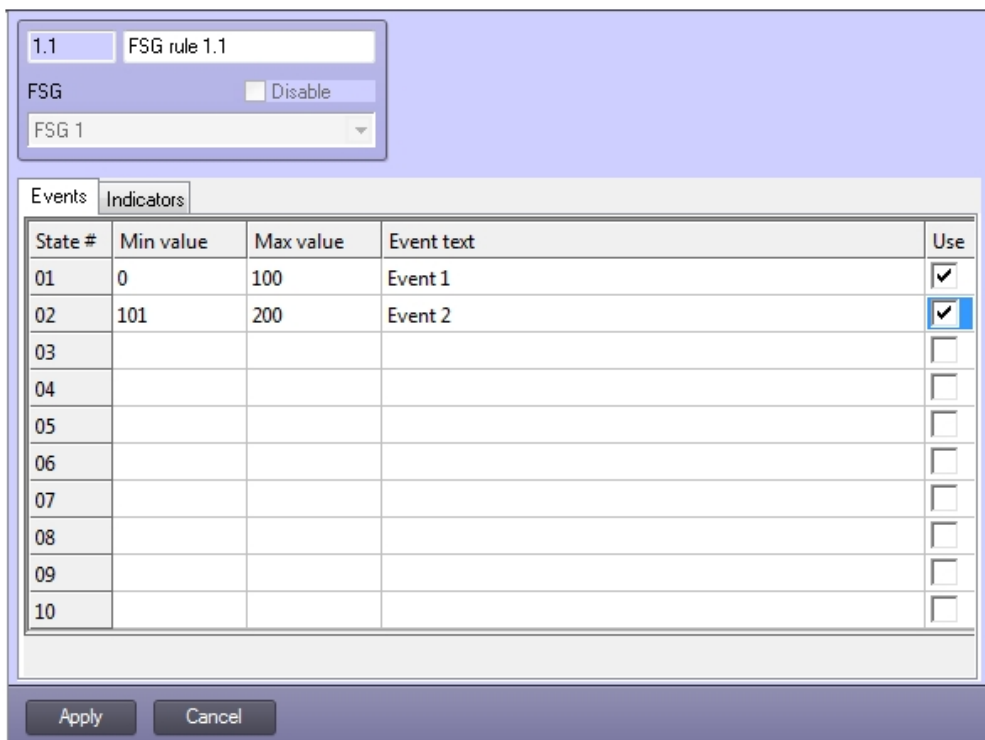 1.1 FSG rule 1.1
FSG Disable
FSG 1
Events Indicators
State # Min value Max value Event text Use
01 0 100 Event 1
02 101 200 Event 2
03
04
05
06
07
08
09
10
Apply Cancel